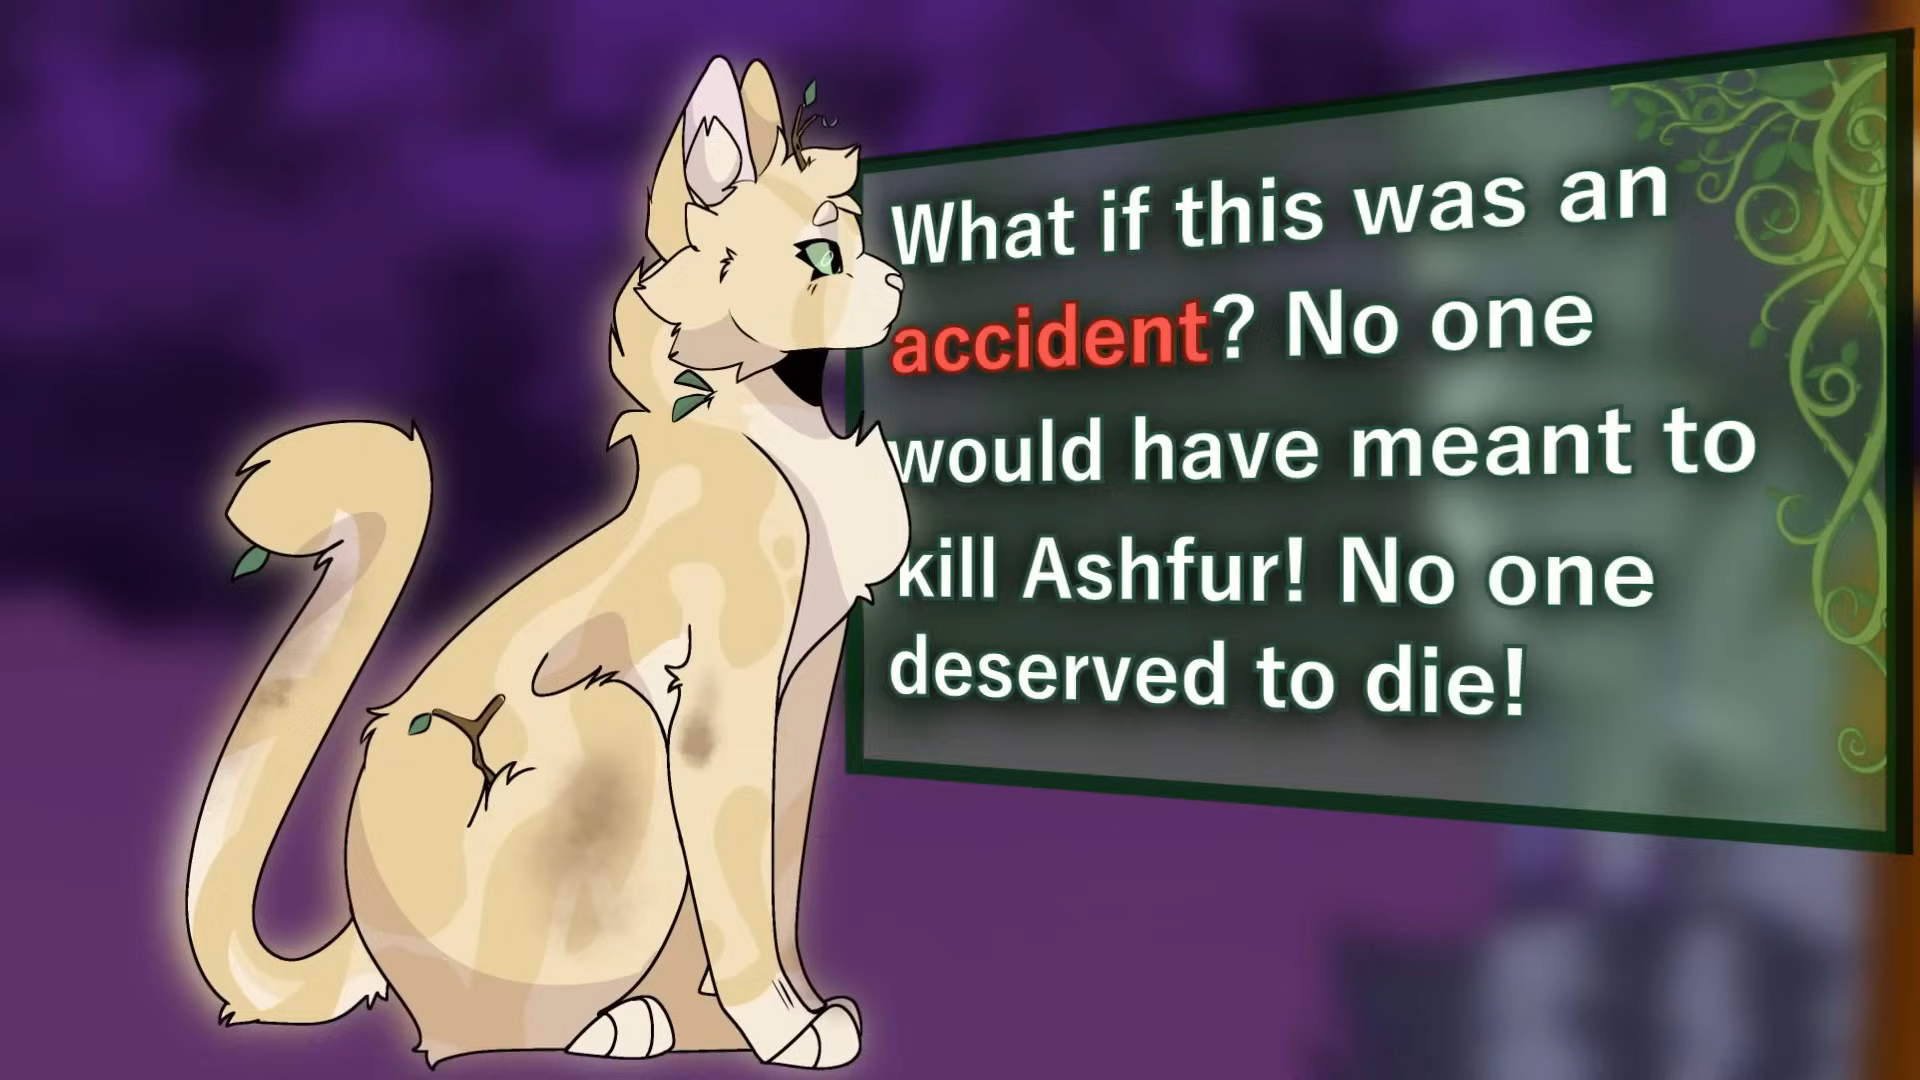 What if this was an
accident? No one
would have meant to
kill Ashfur! No one
deserved to die!